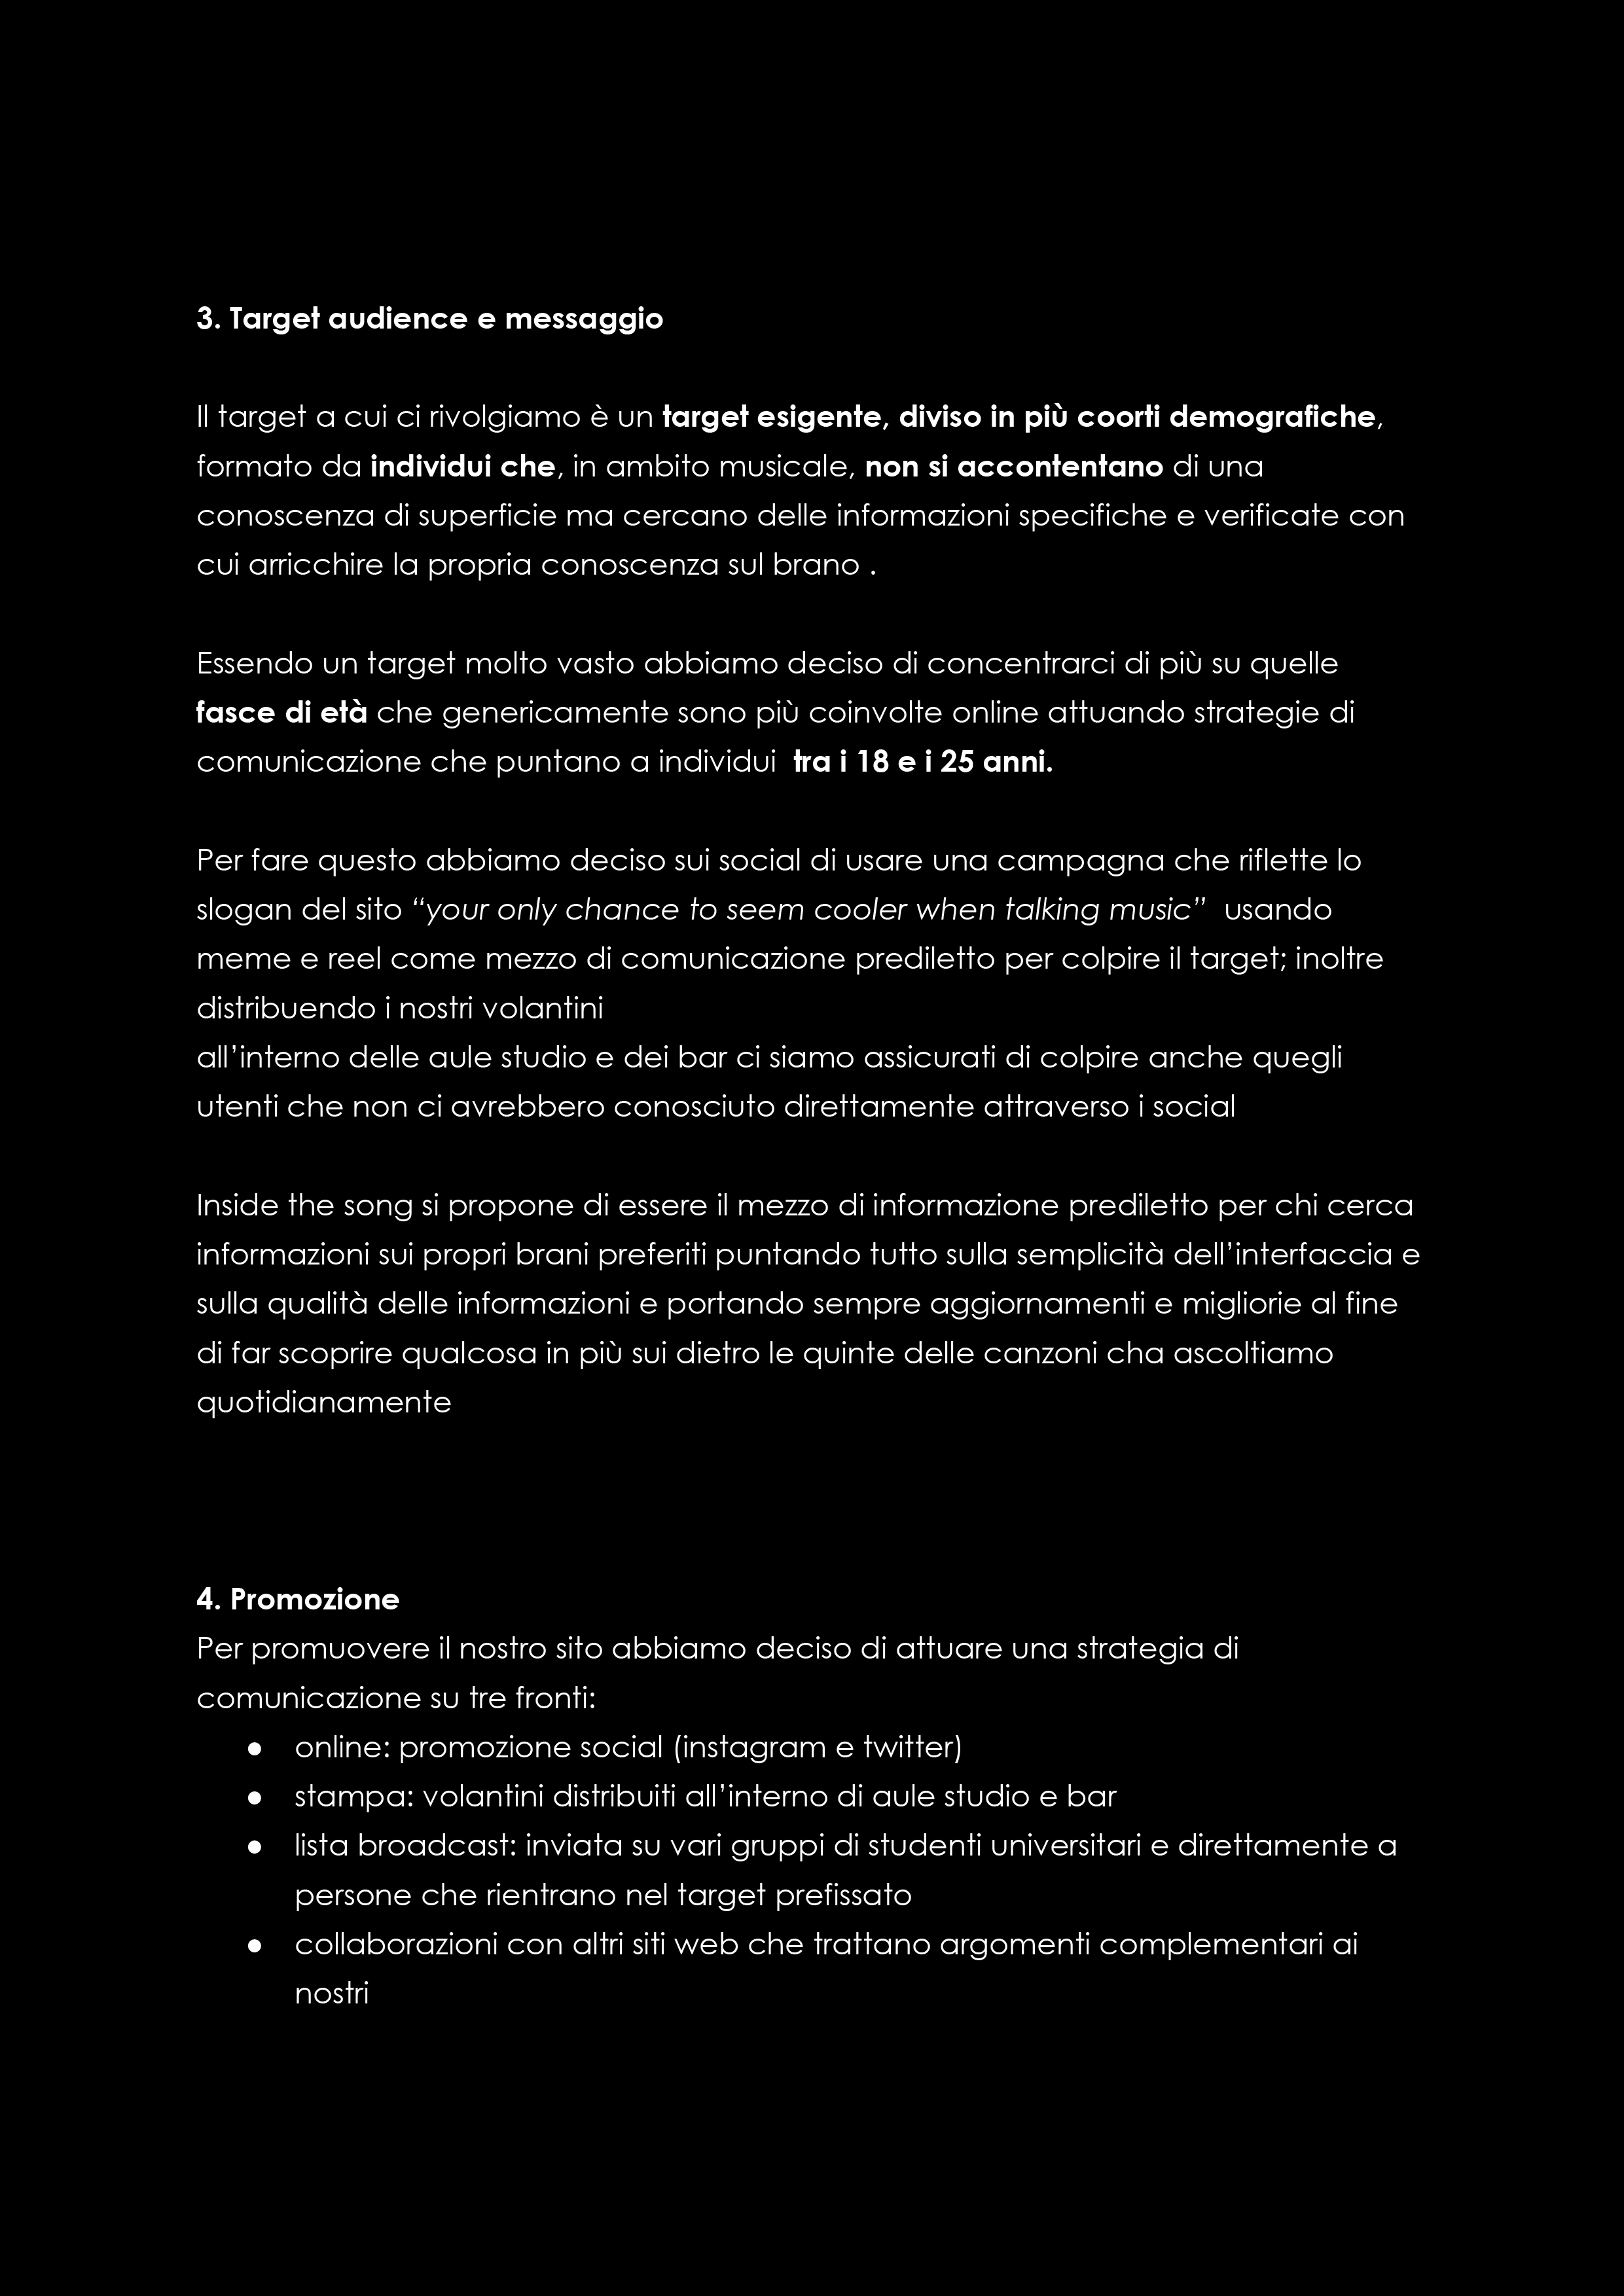 3. Target audience e messaggio
Il target a cui ci rivolgiamo è un target esigente, diviso in più coorti demografiche,
formato da individui che, in ambito musicale, non si accontentano di una
conoscenza di superficie ma cercano delle informazioni specifiche e verificate con
cui arricchire la propria conoscenza sul brano .
Essendo un target molto vasto abbiamo deciso di concentrarci di più su quelle
fasce di età che genericamente sono più coinvolte online attuando strategie di
comunicazione che puntano a individui  tra i 18 e i 25 anni.
Per fare questo abbiamo deciso sui social di usare una campagna che riflette lo
slogan del sito “your only chance to seem cooler when talking music”  usando
meme e reel come mezzo di comunicazione prediletto per colpire il target; inoltre
distribuendo i nostri volantini
all’interno delle aule studio e dei bar ci siamo assicurati di colpire anche quegli
utenti che non ci avrebbero conosciuto direttamente attraverso i social
Inside the song si propone di essere il mezzo di informazione prediletto per chi cerca
informazioni sui propri brani preferiti puntando tutto sulla semplicità dell’interfaccia e
sulla qualità delle informazioni e portando sempre aggiornamenti e migliorie al fine
di far scoprire qualcosa in più sui dietro le quinte delle canzoni cha ascoltiamo
quotidianamente
4. Promozione
Per promuovere il nostro sito abbiamo deciso di attuare una strategia di
comunicazione su tre fronti:
● online: promozione social (instagram e twitter)
● stampa: volantini distribuiti all’interno di aule studio e bar
● lista broadcast: inviata su vari gruppi di studenti universitari e direttamente a
persone che rientrano nel target prefissato
● collaborazioni con altri siti web che trattano argomenti complementari ai
nostri